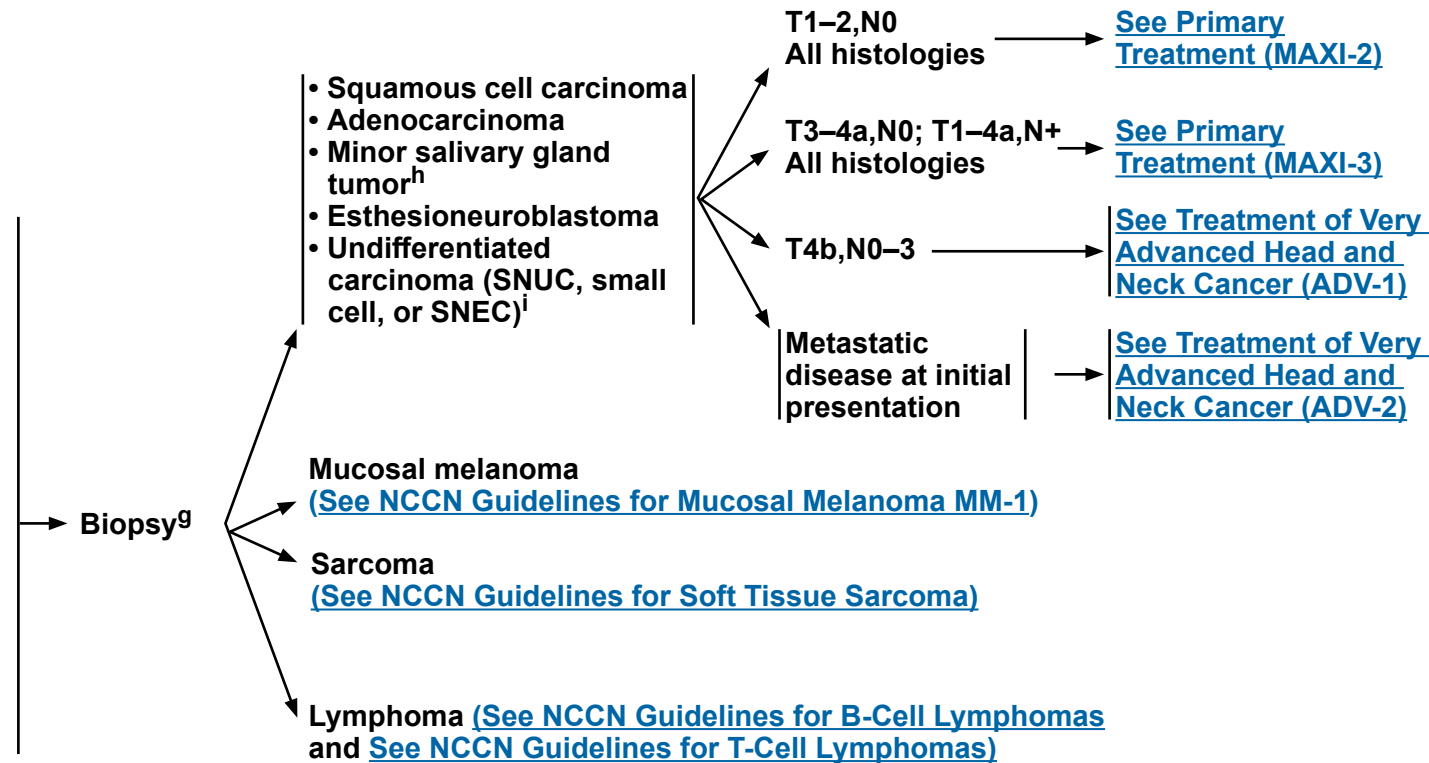 T1–2,N0
All histologies
See Primary
Treatment (MAXI-2)
• Squamous cell carcinoma
• Adenocarcinoma
• Minor salivary gland
tumorh
• Esthesioneuroblastoma
• Undifferentiated
carcinoma (SNUC, small
cell, or SNEC)i
T3–4a,N0; T1–4a,N+
All histologies
See Primary
Treatment (MAXI-3)
T4b,N0–3
See Treatment of Very
Advanced Head and
Neck Cancer (ADV-1)
Metastatic
disease at initial
presentation
See Treatment of Very
Advanced Head and
Neck Cancer (ADV-2)
Biopsyg
Mucosal melanoma
(See NCCN Guidelines for Mucosal Melanoma MM-1)
Sarcoma
(See NCCN Guidelines for Soft Tissue Sarcoma)
Lymphoma (See NCCN Guidelines for B-Cell Lymphomas
and See NCCN Guidelines for T-Cell Lymphomas)